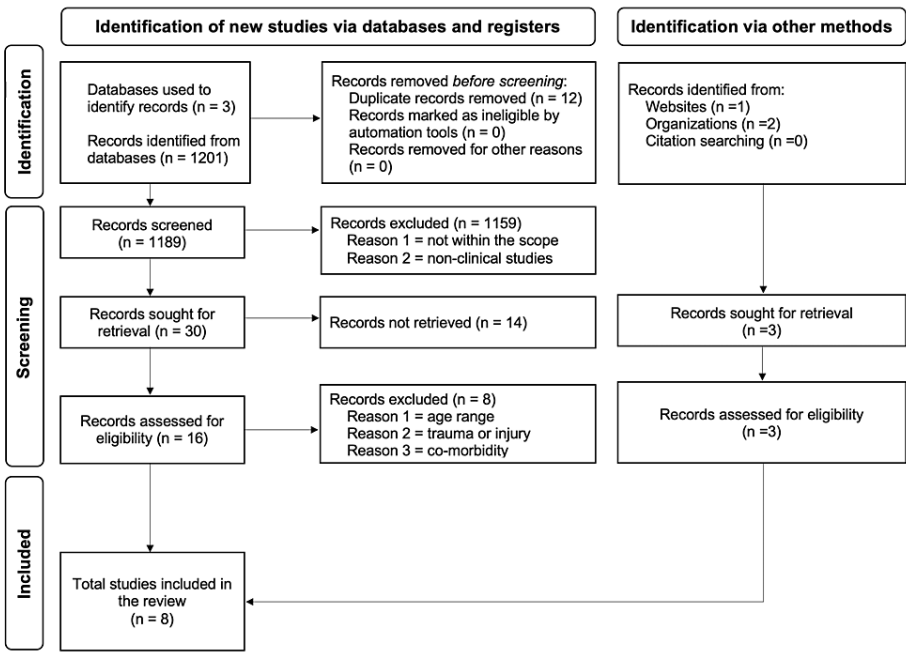 Identification of new studies via databases and registers
Identification via other methods
Identification
Databases used to
identify records (n = 3)
Records identified from
databases (n = 1201)
Records removed before screening:
Duplicate records removed (n = 12)
Records marked as ineligible by
automation tools (n = 0)
Records removed for other reasons
(n = 0)
Records identified from:
Websites (n =1)
Organizations (n =2)
Citation searching (n =0)
Screening
Records screened
(n = 1189)
Records excluded (n = 1159)
Reason 1 = not within the scope
Reason 2 = non-clinical studies
Records sought for
retrieval (n = 30)
Records not retrieved (n = 14)
Records sought for retrieval
(n =3)
Records assessed for
eligibility (n = 16)
Records excluded (n = 8)
Reason 1 = age range
Reason 2 = trauma or injury
Reason 3 = co-morbidity
Records assessed for eligibility
(n =3)
Included
Total studies included in
the review
(n = 8)